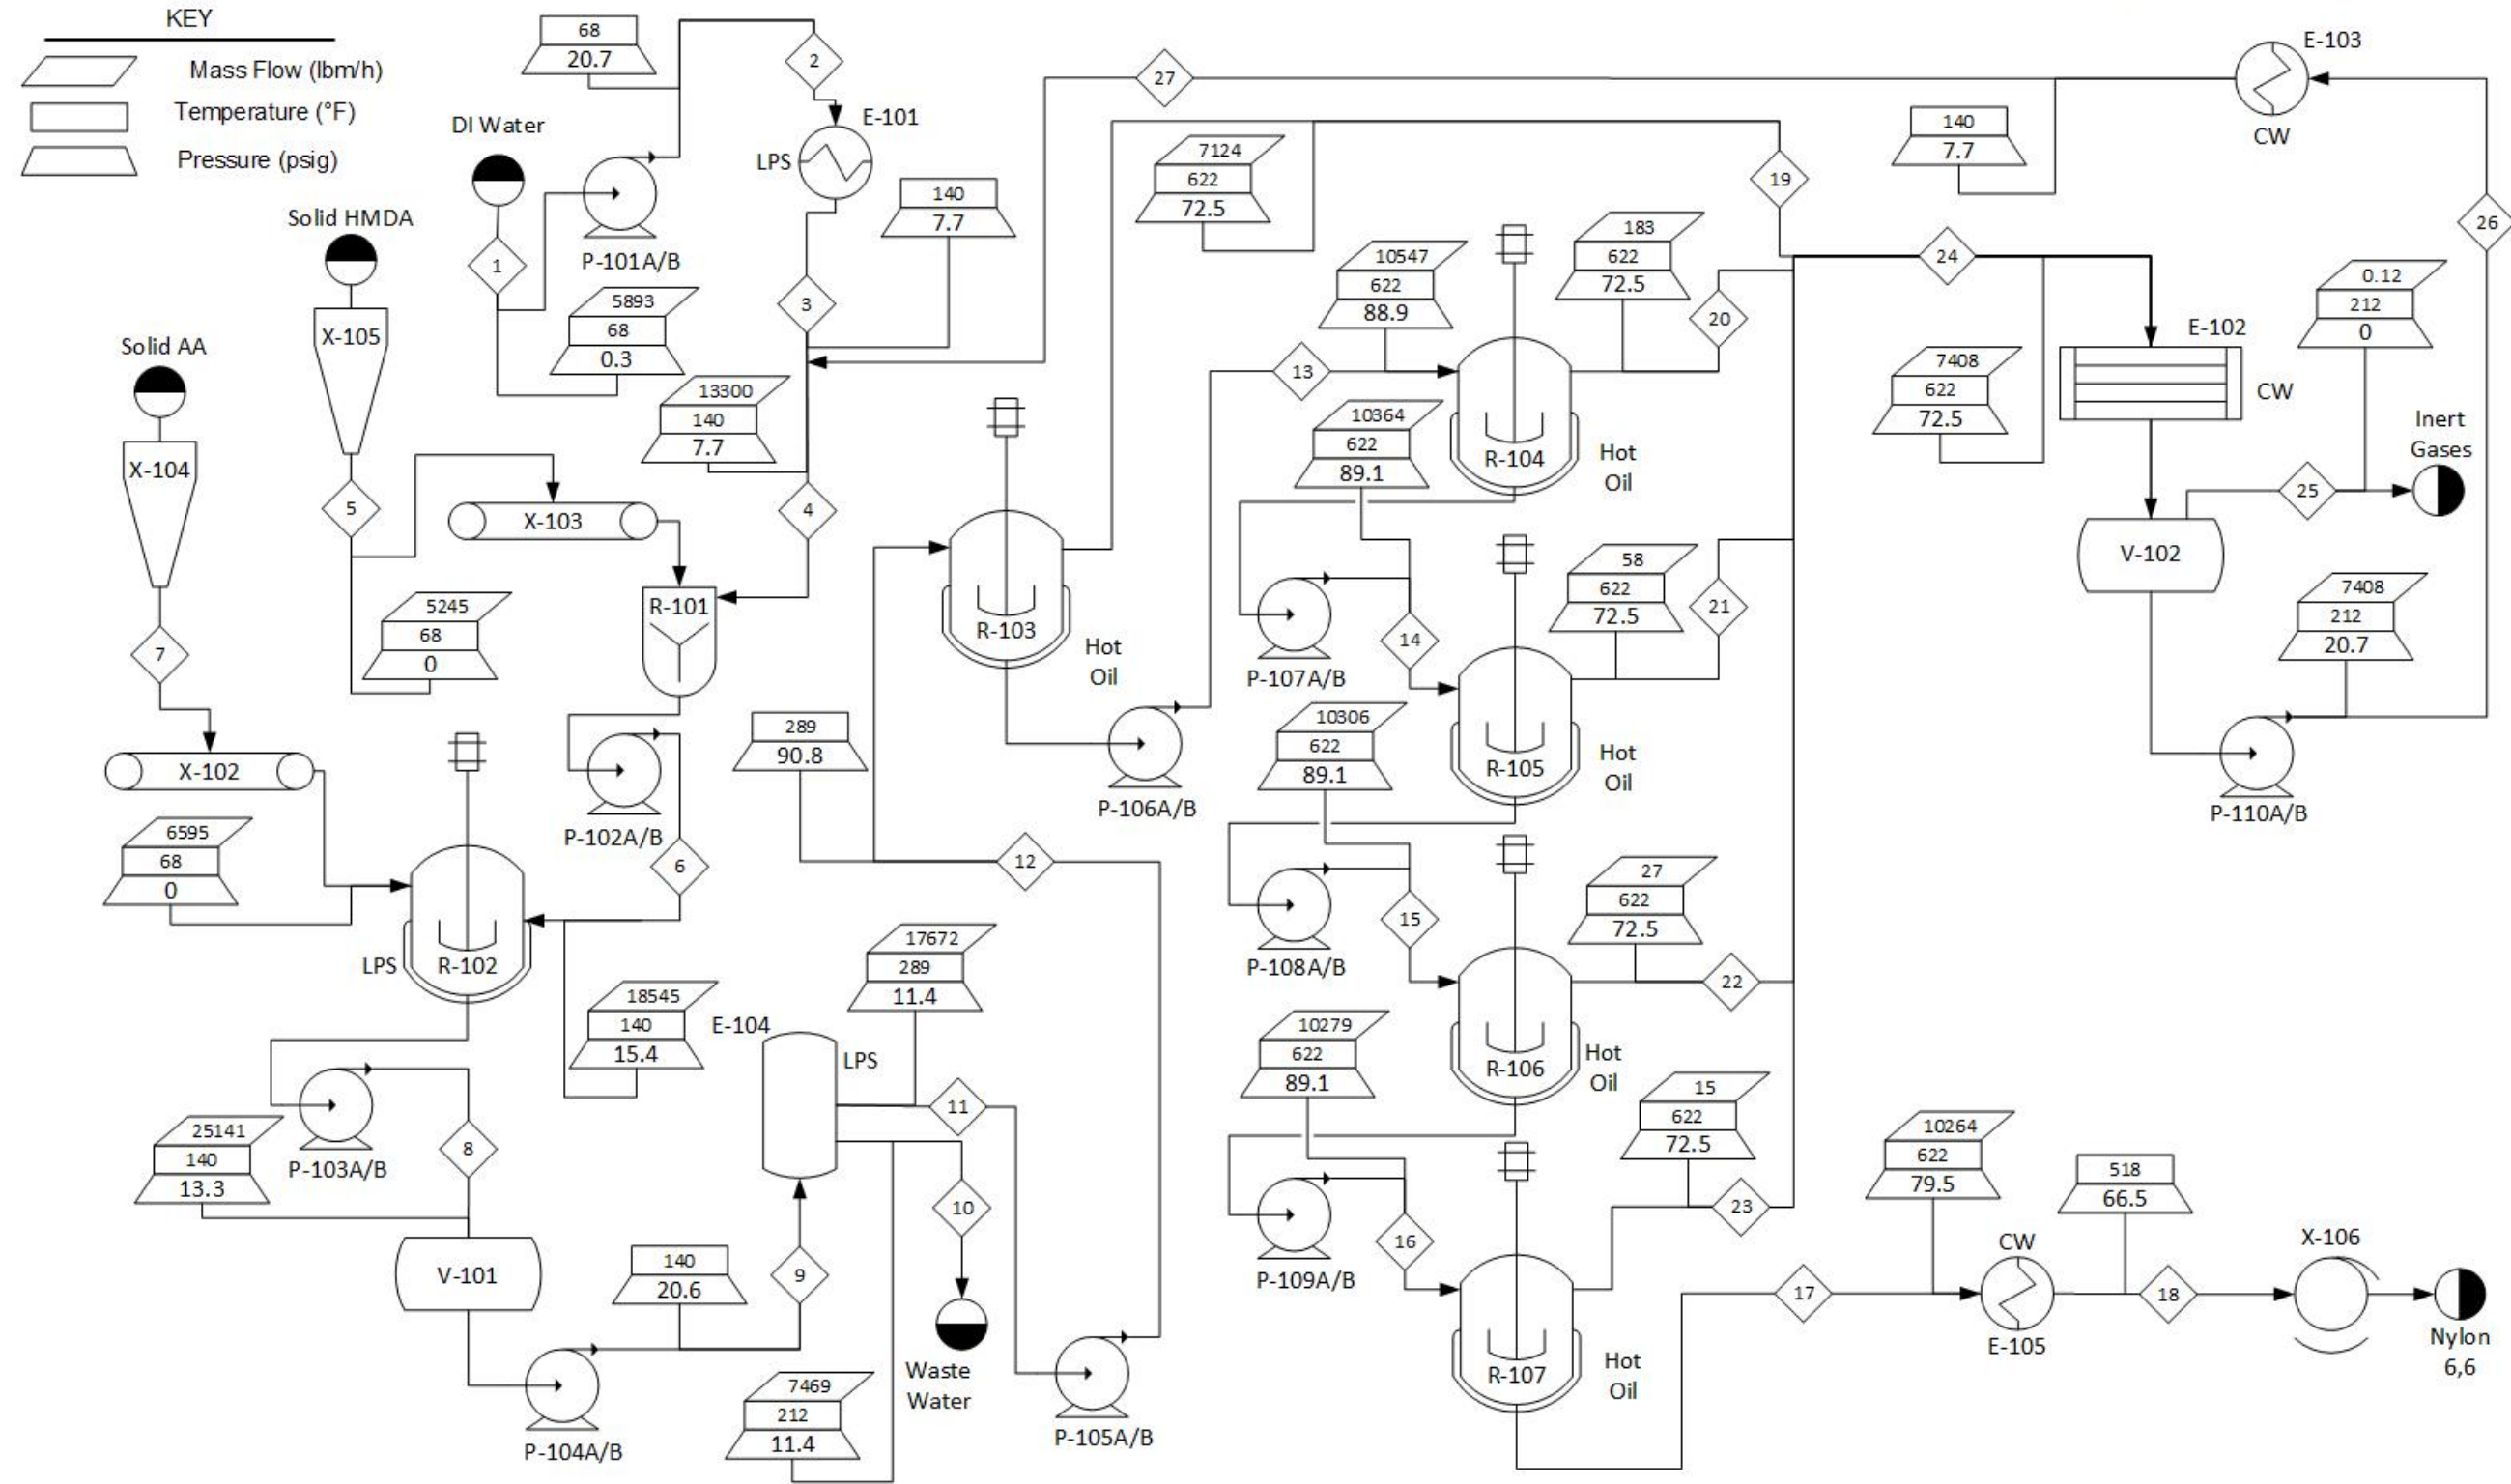 KEY
Mass Flow (lbm/h)
Temperature (°F)
Pressure (psig)
68
20.7
2
DI Water
E-101
LPS
P-101A/B
1
5893
68
0.3
3
140
7.7
27
E-103
CW
140
7.7
26
7124
622
72.5
19
Solid HMDA
X-105
Solid AA
X-104
5
X-103
13300
140
7.7
4
R-101
5245
68
0
7
X-102
6595
68
0
P-102A/B
6
R-102
LPS
18545
140
15.4
P-103A/B
8
25141
140
13.3
V-101
P-104A/B
140
20.6
9
E-104
LPS
17672
289
11.4
11
10
Waste
Water
7469
212
11.4
P-105A/B
289
90.8
12
R-103
Hot
Oil
P-106A/B
13
10547
622
88.9
R-104
Hot
Oil
183
622
72.5
20
10364
622
89.1
P-107A/B
14
R-105
Hot
Oil
58
622
72.5
21
10306
622
89.1
P-108A/B
15
R-106
Hot
Oil
27
622
72.5
22
10279
622
89.1
P-109A/B
16
R-107
Hot
Oil
15
622
72.5
23
24
7408
622
72.5
E-102
CW
0.12
212
0
Inert
Gases
25
V-102
7408
212
20.7
P-110A/B
17
10264
622
79.5
CW
E-105
518
66.5
18
X-106
Nylon
6,6